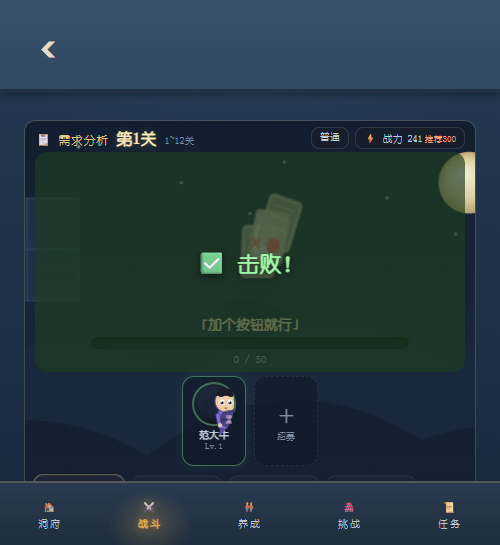 需求分析 第1关 1~12关 普通 战力 241 推荐300
击败！
「加个按钮就行」
0 / 50
范大牛
Lv.1
招募
洞府 战斗 养成 挑战 任务